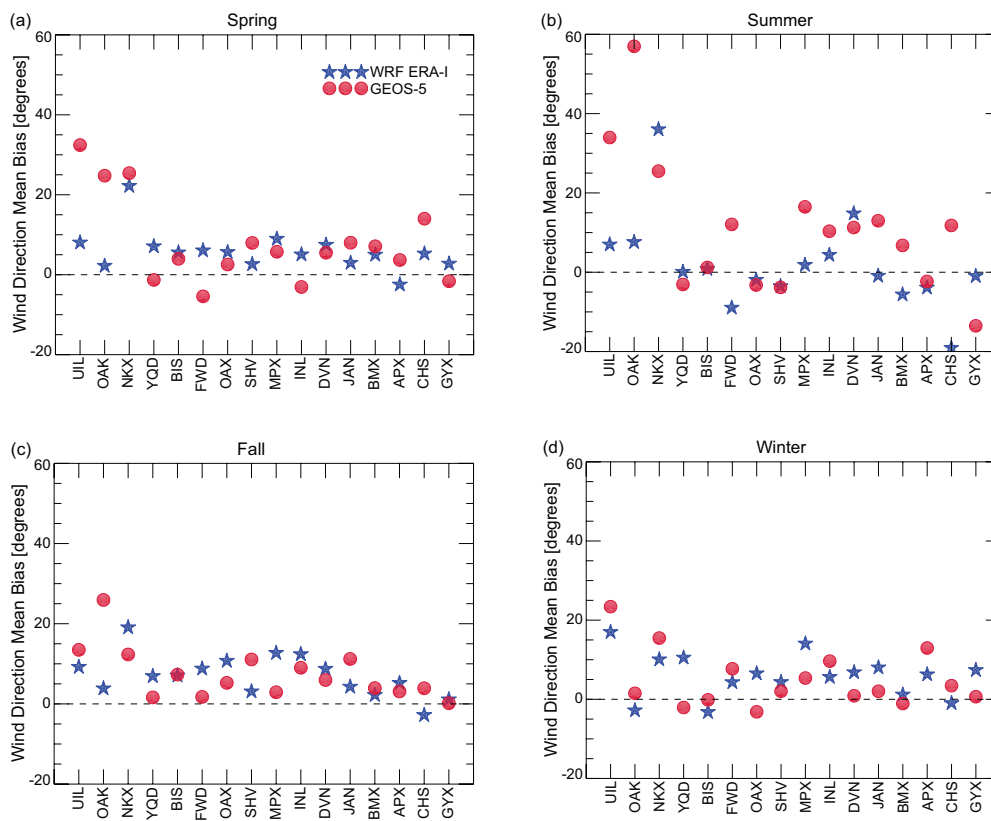 (a)
Spring
Wind Direction Mean Bias [degrees]
60
40
20
0
-20
WRF ERA-I
GEOS-5
UIL OAK NKX YQD BIS FWD OAX SHV MPX INL DVN JAN BMX APX CHS GYX
(b)
Summer
Wind Direction Mean Bias [degrees]
60
40
20
0
-20
UIL OAK NKX YQD BIS FWD OAX SHV MPX INL DVN JAN BMX APX CHS GYX
(c)
Fall
Wind Direction Mean Bias [degrees]
60
40
20
0
-20
UIL OAK NKX YQD BIS FWD OAX SHV MPX INL DVN JAN BMX APX CHS GYX
(d)
Winter
Wind Direction Mean Bias [degrees]
60
40
20
0
-20
UIL OAK NKX YQD BIS FWD OAX SHV MPX INL DVN JAN BMX APX CHS GYX